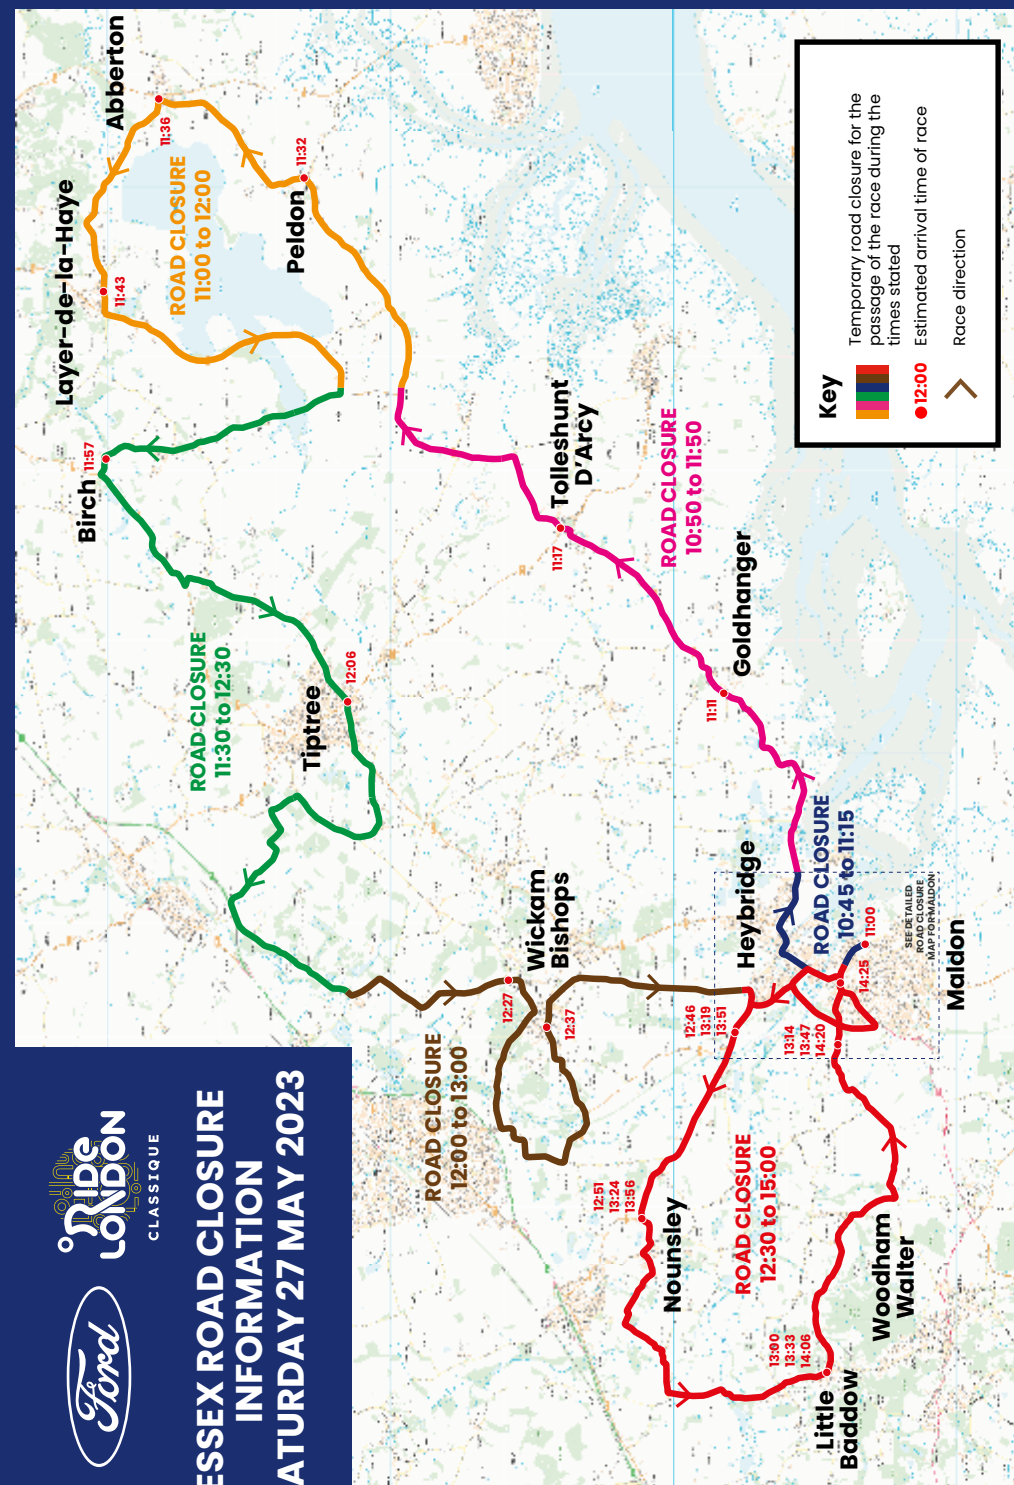 Ford
RIDE
LONDON
CLASSIQUE
ESSEX ROAD CLOSURE
INFORMATION
ATURDAY 27 MAY 2023
Abberton
11:36
Layer-de-la-Haye
11:43
ROAD CLOSURE
11:00 to 12:00
Peldon
11:32
Birch
11:57
ROAD CLOSURE
11:30 to 12:30
Tiptree
12:06
Tolleshunt
D'Arcy
11:17
ROAD CLOSURE
10:50 to 11:50
Goldhanger
11:11
Wickam
Bishops
12:27
12:37
ROAD CLOSURE
12:00 to 13:00
Heybridge
ROAD CLOSURE
10:45 to 11:15
11:00
14:25
SEE DETAILED
ROAD CLOSURE
MAP FOR MALDON
Maldon
12:46
13:19
13:51
13:14
13:47
14:20
12:51
13:24
13:56
Nounsley
ROAD CLOSURE
12:30 to 15:00
Woodham
Walter
13:00
13:33
14:06
Little
Baddow
Key
Temporary road closure for the
passage of the race during the
times stated
12:00 Estimated arrival time of race
Race direction